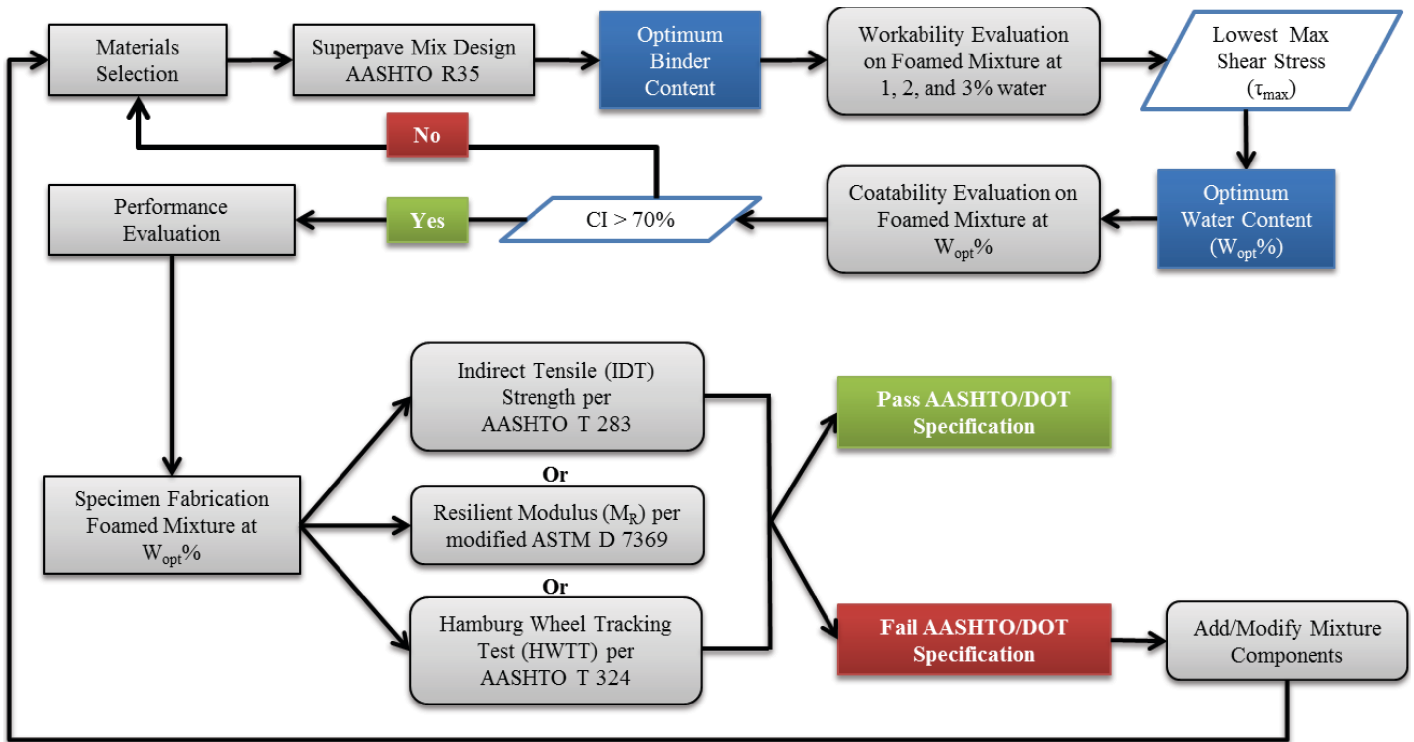 Materials
Selection
Superpave Mix Design
AASHTO R35
Optimum
Binder
Content
Workability Evaluation
on Foamed Mixture at
1, 2, and 3% water
Lowest Max
Shear Stress
(τmax)
No
Performance
Evaluation
Yes
CI > 70%
Coatability Evaluation on
Foamed Mixture at
Wopt%
Optimum
Water Content
(Wopt%)
Indirect Tensile (IDT)
Strength per
AASHTO T 283
Pass AASHTO/DOT
Specification
Or
Specimen Fabrication
Foamed Mixture at
Wopt%
Resilient Modulus (MR) per
modified ASTM D 7369
Or
Hamburg Wheel Tracking
Test (HWTT) per
AASHTO T 324
Fail AASHTO/DOT
Specification
Add/Modify Mixture
Components